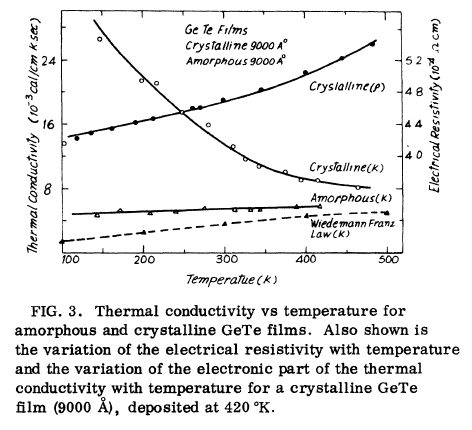 Ge Te Films
Crystalline 9000 A°
Amorphous 9000 A°
Thermal Conductivity (10⁻³ cal/cm K sec)
24
16
8
Electrical Resistivity (10⁻⁴ Ω cm)
5 2
4 8
4 4
4 0
Cryslalline(ρ)
Crystalline(K)
Amorphous(K)
Wiedemann Franz
Law (K)
100
200
300
400
500
Temperatue (K)
FIG. 3. Thermal conductivity vs temperature for
amorphous and crystalline GeTe films. Also shown is
the variation of the electrical resistivity with temperature
and the variation of the electronic part of the thermal
conductivity with temperature for a crystalline GeTe
film (9000 Å), deposited at 420 °K.